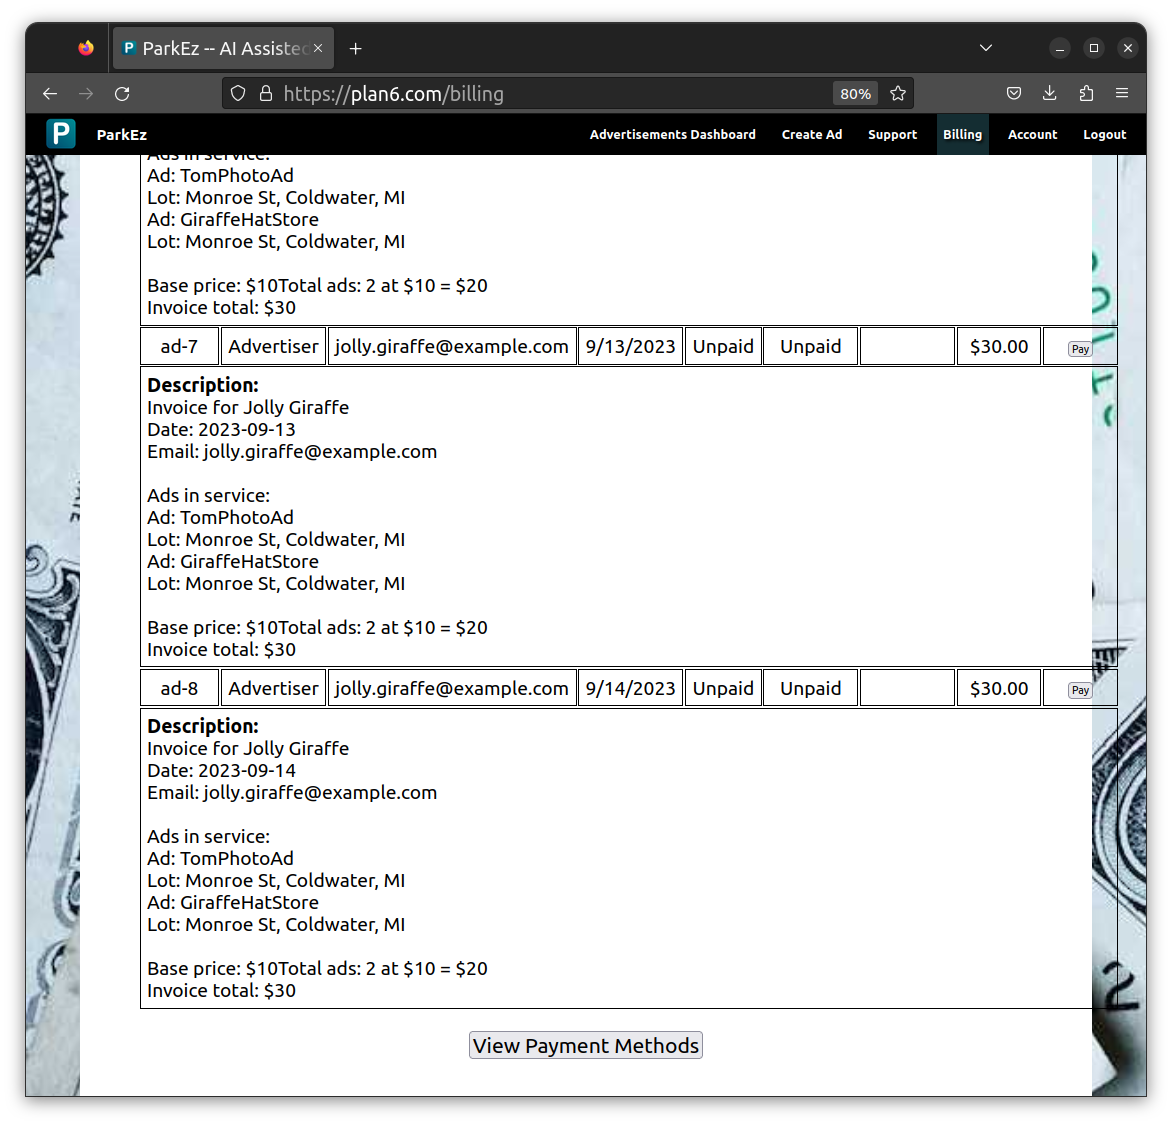 ParkEz -- AI Assisted
https://plan6.com/billing
80%
P
ParkEz
Advertisements Dashboard
Create Ad
Support
Billing
Account
Logout
Ads in service:
Ad: TomPhotoAd
Lot: Monroe St, Coldwater, MI
Ad: GiraffeHatStore
Lot: Monroe St, Coldwater, MI
Base price: $10Total ads: 2 at $10 = $20
Invoice total: $30
ad-7 Advertiser jolly.giraffe@example.com 9/13/2023 Unpaid Unpaid $30.00 Pay
Description:
Invoice for Jolly Giraffe
Date: 2023-09-13
Email: jolly.giraffe@example.com
Ads in service:
Ad: TomPhotoAd
Lot: Monroe St, Coldwater, MI
Ad: GiraffeHatStore
Lot: Monroe St, Coldwater, MI
Base price: $10Total ads: 2 at $10 = $20
Invoice total: $30
ad-8 Advertiser jolly.giraffe@example.com 9/14/2023 Unpaid Unpaid $30.00 Pay
Description:
Invoice for Jolly Giraffe
Date: 2023-09-14
Email: jolly.giraffe@example.com
Ads in service:
Ad: TomPhotoAd
Lot: Monroe St, Coldwater, MI
Ad: GiraffeHatStore
Lot: Monroe St, Coldwater, MI
Base price: $10Total ads: 2 at $10 = $20
Invoice total: $30
View Payment Methods